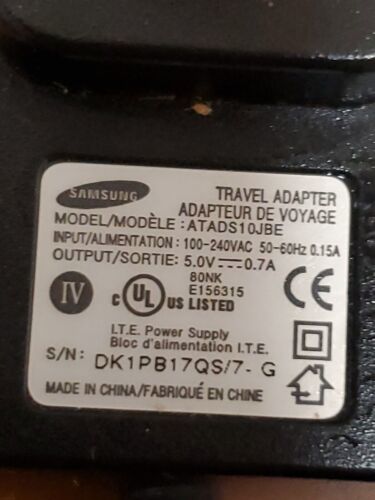 SAMSUNG
TRAVEL ADAPTER
ADAPTEUR DE VOYAGE
MODEL/MODÈLE : ATADS10JBE
INPUT/ALIMENTATION : 100-240VAC 50-60Hz 0.15A
OUTPUT/SORTIE: 5.0V⎓0.7A
80NK
E156315
IV
c UL US LISTED
CE
I.T.E. Power Supply
Bloc d'alimentation I.T.E.
S/N: DK1PB17QS/7- G
MADE IN CHINA/FABRIQUÉ EN CHINE